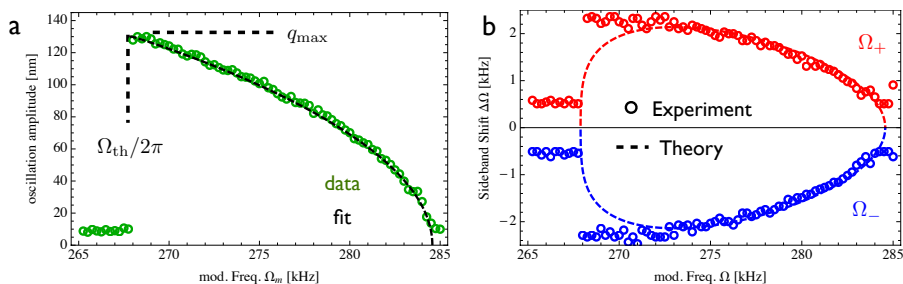 a
oscillation amplitude [nm]
140
120
100
80
60
40
20
0
q_max
Ω_th/2π
data
fit
265 270 275 280 285
mod. Freq. Ω_m [kHz]
b
Sideband Shift ΔΩ [kHz]
2
1
0
−1
−2
Ω_+
Experiment
Theory
Ω_−
265 270 275 280 285
mod. Freq. Ω [kHz]